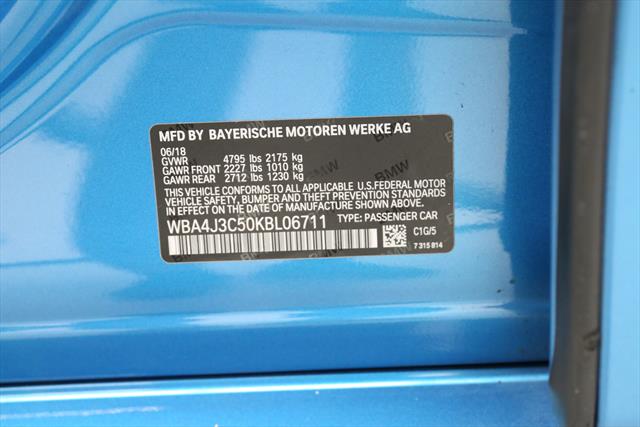 MFD BY BAYERISCHE MOTOREN WERKE AG
06/18
GVWR 4795 lbs 2175 kg
GAWR FRONT 2227 lbs 1010 kg
GAWR REAR 2712 lbs 1230 kg
THIS VEHICLE CONFORMS TO ALL APPLICABLE U.S.FEDERAL MOTOR
VEHICLE SAFETY, BUMPER AND THEFT PREVENTION STANDARDS
IN EFFECT ON THE DATE OF MANUFACTURE SHOWN ABOVE.
WBA4J3C50KBL06711 TYPE: PASSENGER CAR
C1G/5
7 315 814